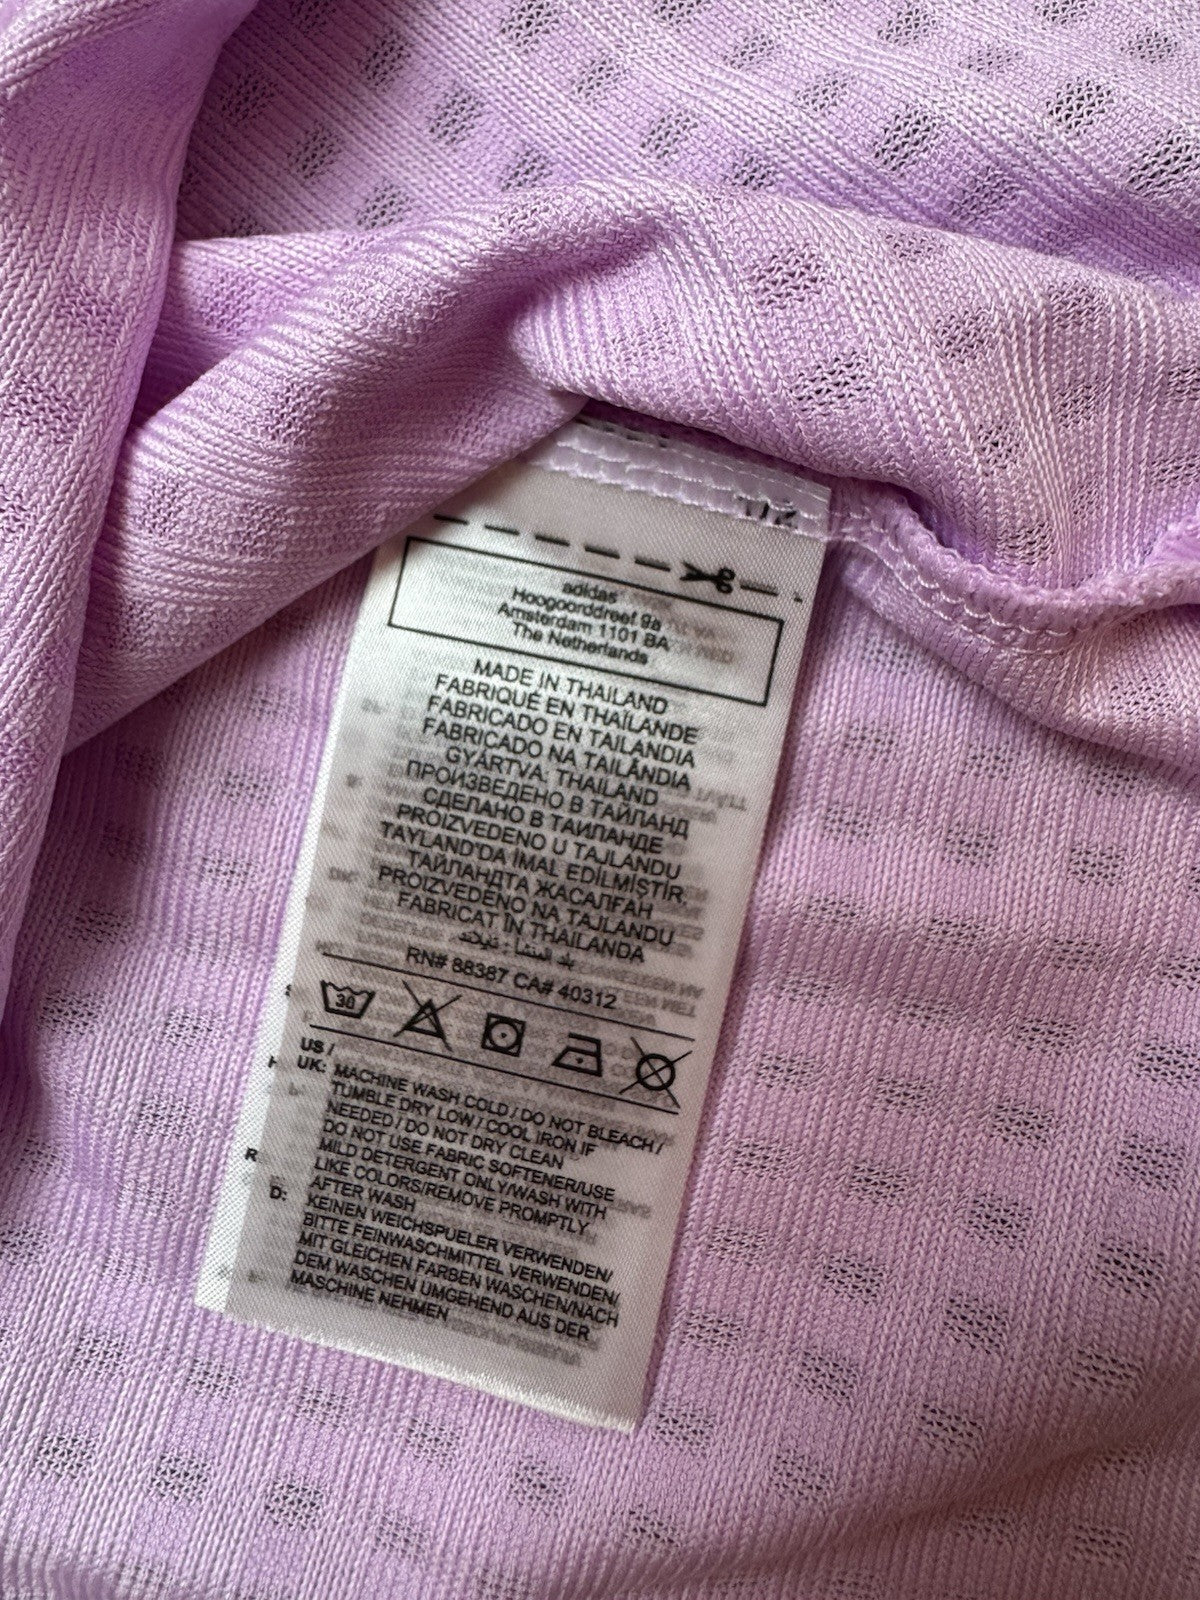 adidas
Hoogoorddreef 9a
Amsterdam 1101 BA
The Netherlands
MADE IN THAILAND
FABRIQUÉ EN THAÏLANDE
FABRICADO EN TAILANDIA
FABRICADO NA TAILÂNDIA
GYÁRTVA: THAILAND
ПРОИЗВЕДЕНО В ТАЙЛАНД
СДЕЛАНО В ТАИЛАНДЕ
PROIZVEDENO U TAJLANDU
TAYLAND'DA İMAL EDİLMİŞTİR.
ТАЙЛАНДТА ЖАСАЛҒАН
PROIZVEDENO NA TAJLANDU
FABRICAT ÎN THAILANDA
بلد المنشأ : تايلاند
RN# 88387 CA# 40312
30
US /
UK: MACHINE WASH COLD / DO NOT BLEACH /
TUMBLE DRY LOW / COOL IRON IF
NEEDED / DO NOT DRY CLEAN
DO NOT USE FABRIC SOFTENER/USE
MILD DETERGENT ONLY/WASH WITH
LIKE COLORS/REMOVE PROMPTLY
AFTER WASH
D: KEINEN WEICHSPUELER VERWENDEN/
BITTE FEINWASCHMITTEL VERWENDEN/
MIT GLEICHEN FARBEN WASCHEN/NACH
DEM WASCHEN UMGEHEND AUS DER
MASCHINE NEHMEN